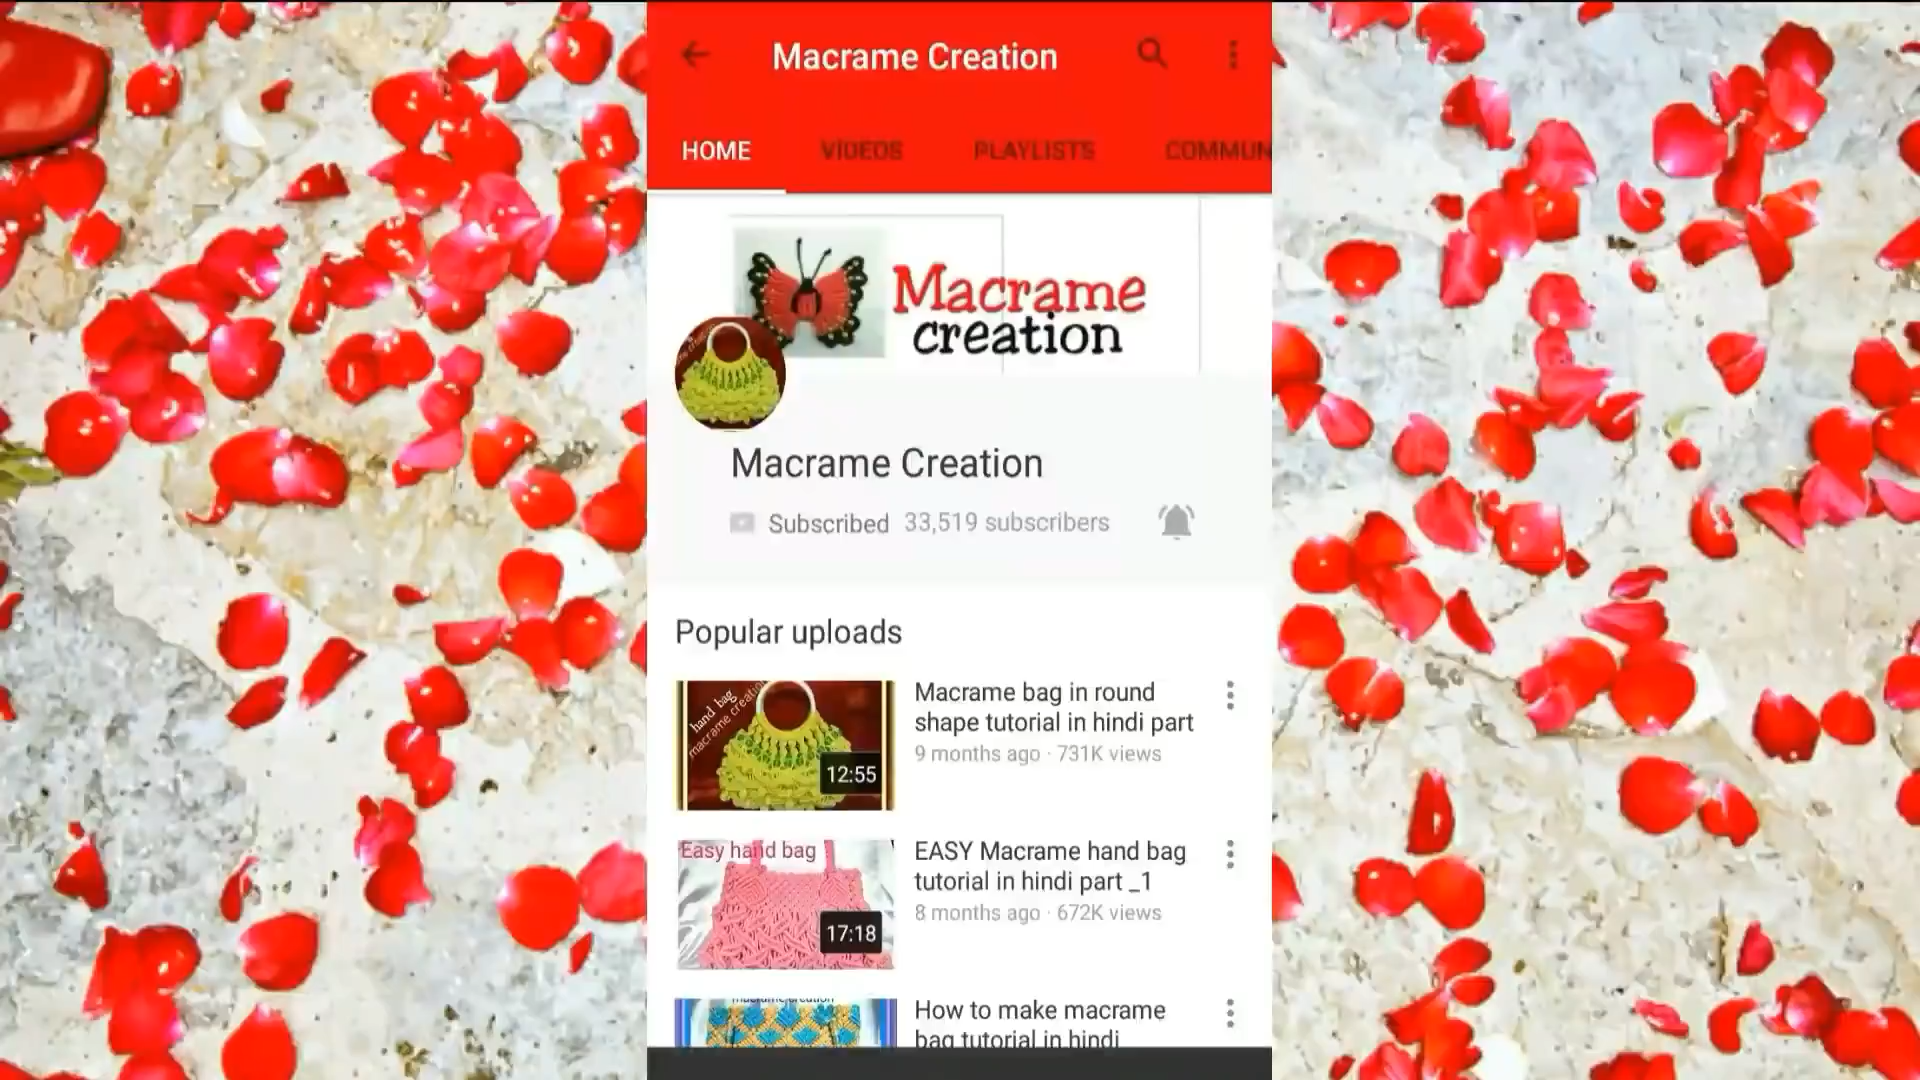 Macrame Creation
HOME VIDEOS PLAYLISTS COMMUN
Macrame
creation
Macrame Creation
Subscribed 33,519 subscribers
Popular uploads
hand bag
macrame creation
12:55
Macrame bag in round
shape tutorial in hindi part
9 months ago · 731K views
Easy hand bag
17:18
EASY Macrame hand bag
tutorial in hindi part _1
8 months ago · 672K views
How to make macrame
bag tutorial in hindi